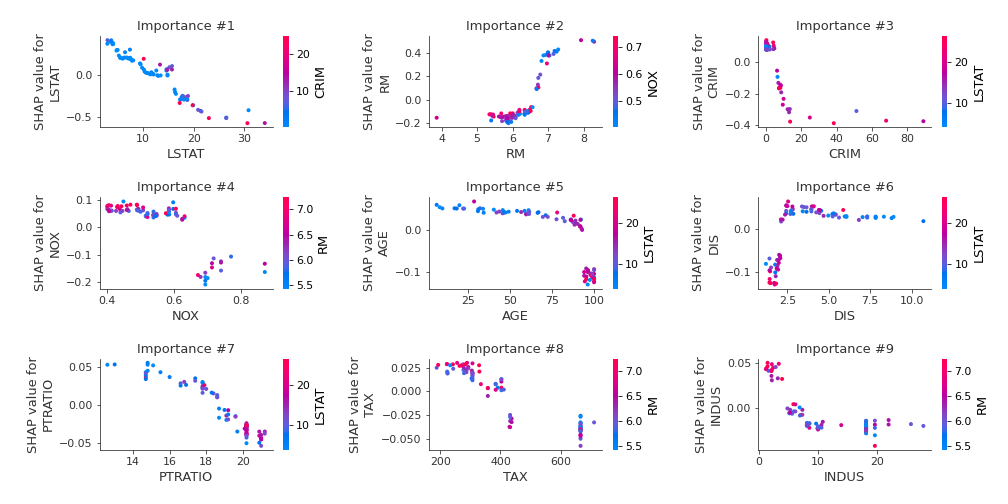 Importance #1
Importance #2
Importance #3
SHAP value for
LSTAT
0.0
−0.5
10
20
30
LSTAT
20
10
CRIM
SHAP value for
RM
0.4
0.2
0.0
−0.2
4
5
6
7
8
RM
0.7
0.6
0.5
NOX
SHAP value for
CRIM
0.0
−0.2
−0.4
0
20
40
60
80
CRIM
20
10
LSTAT
Importance #4
Importance #5
Importance #6
SHAP value for
NOX
0.1
0.0
−0.1
−0.2
0.4
0.6
0.8
NOX
7.0
6.5
6.0
5.5
RM
SHAP value for
AGE
0.0
−0.1
25
50
75
100
AGE
20
10
LSTAT
SHAP value for
DIS
0.0
−0.1
2.5
5.0
7.5
10.0
DIS
20
10
LSTAT
Importance #7
Importance #8
Importance #9
SHAP value for
PTRATIO
0.05
0.00
−0.05
14
16
18
20
PTRATIO
20
10
LSTAT
SHAP value for
TAX
0.025
0.000
−0.025
−0.050
200
400
600
TAX
7.0
6.5
6.0
5.5
RM
SHAP value for
INDUS
0.05
0.00
0
10
20
INDUS
7.0
6.5
6.0
5.5
RM